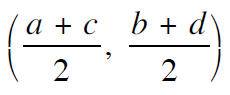 (a + c / 2, b + d / 2)